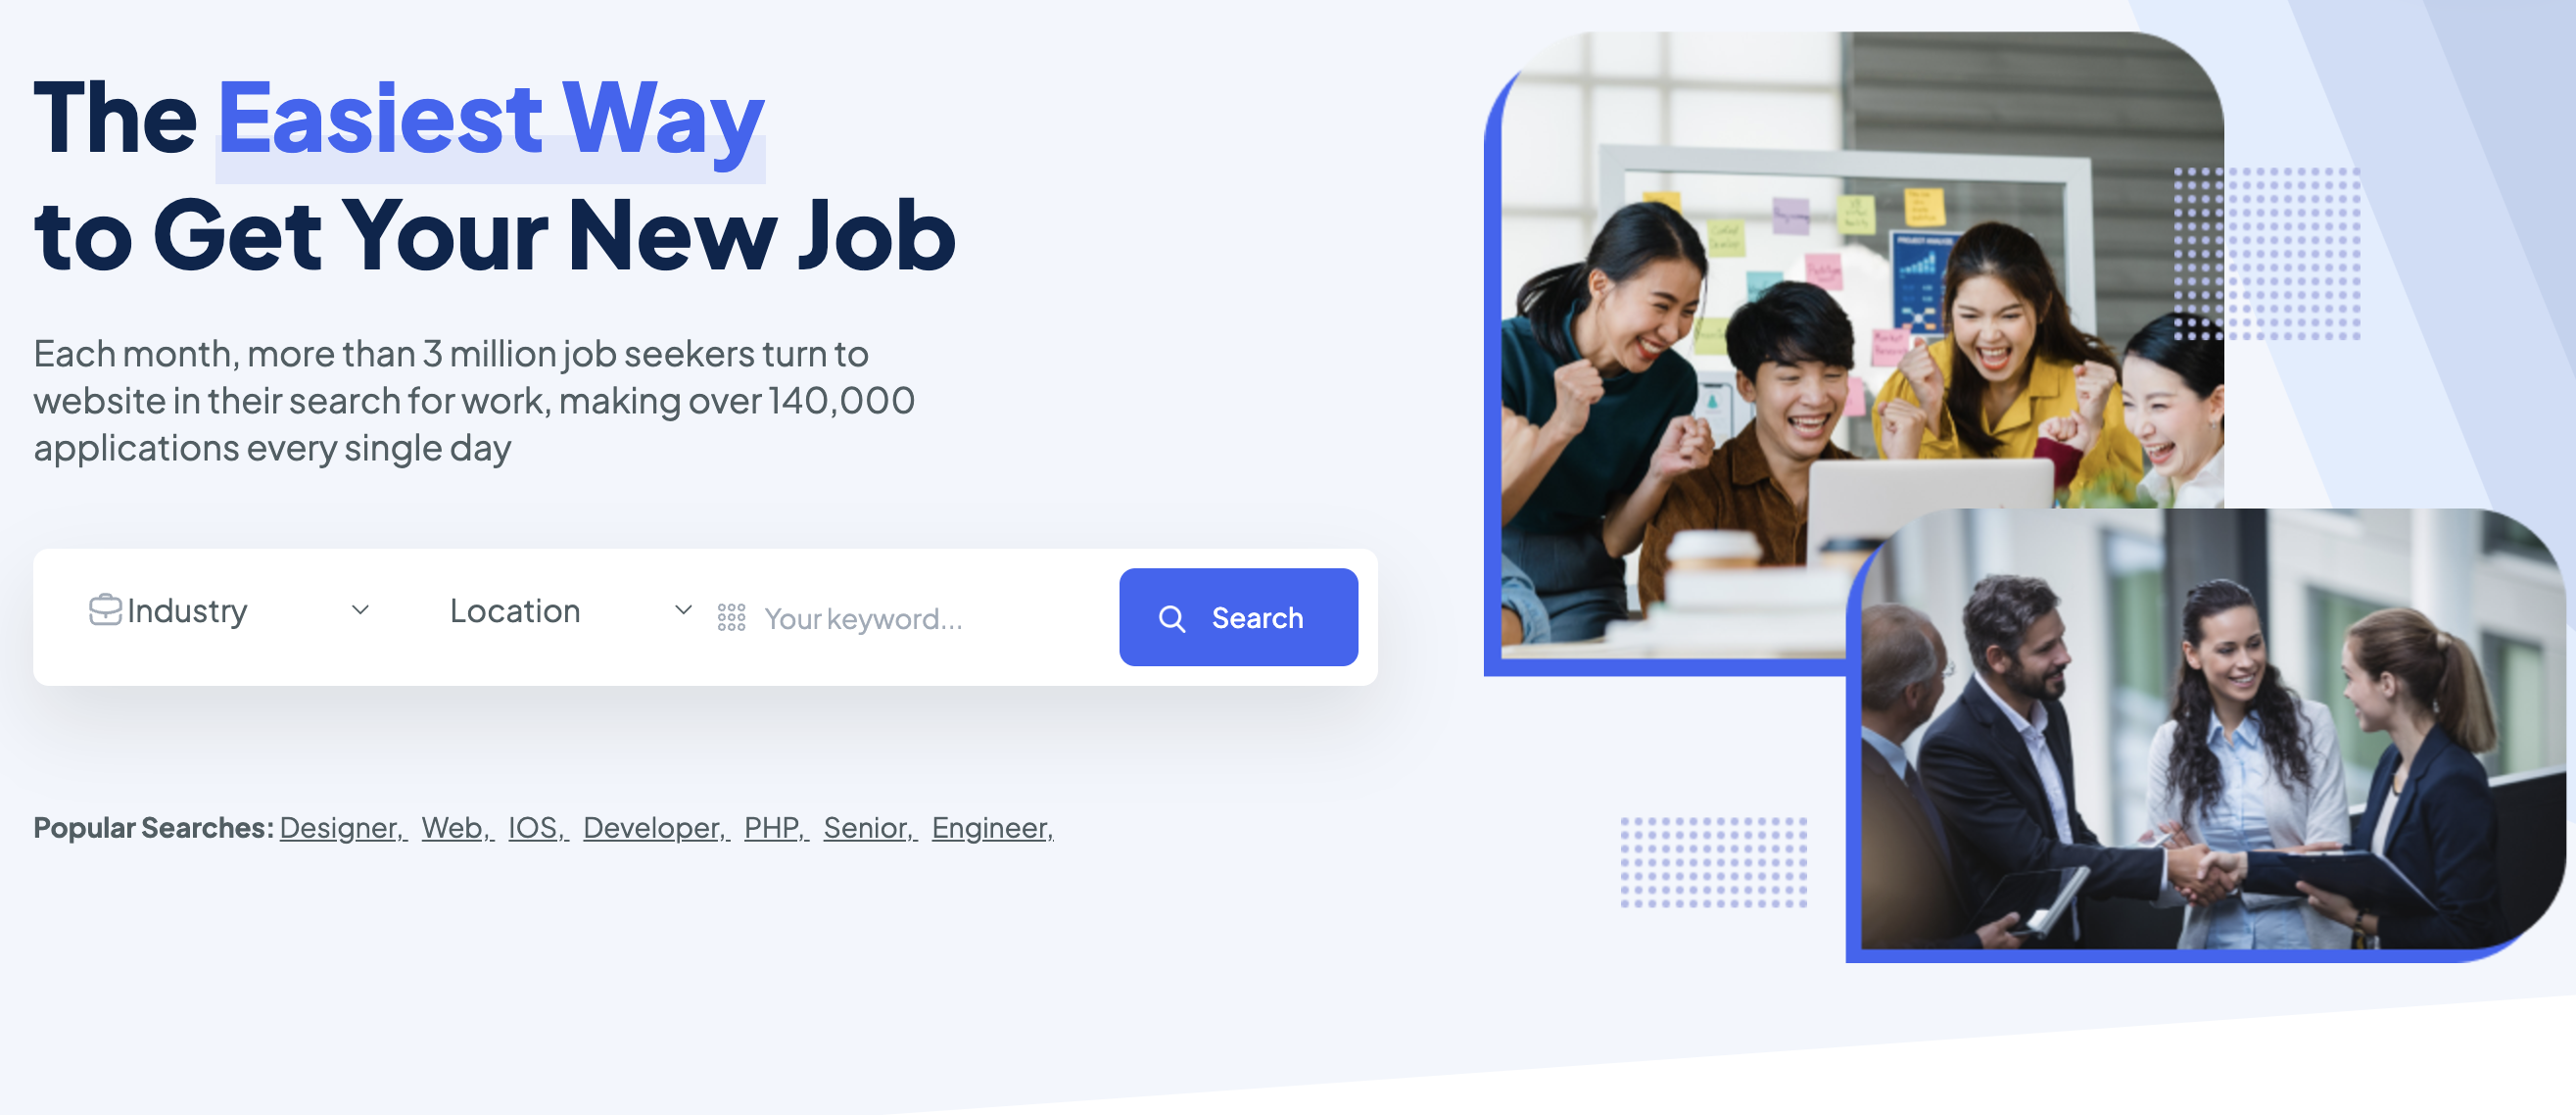 The Easiest Way
to Get Your New Job
Each month, more than 3 million job seekers turn to
website in their search for work, making over 140,000
applications every single day
Industry
Location
Your keyword...
Search
Popular Searches: Designer, Web, IOS, Developer, PHP, Senior, Engineer,
PROJECT ANALYSIS